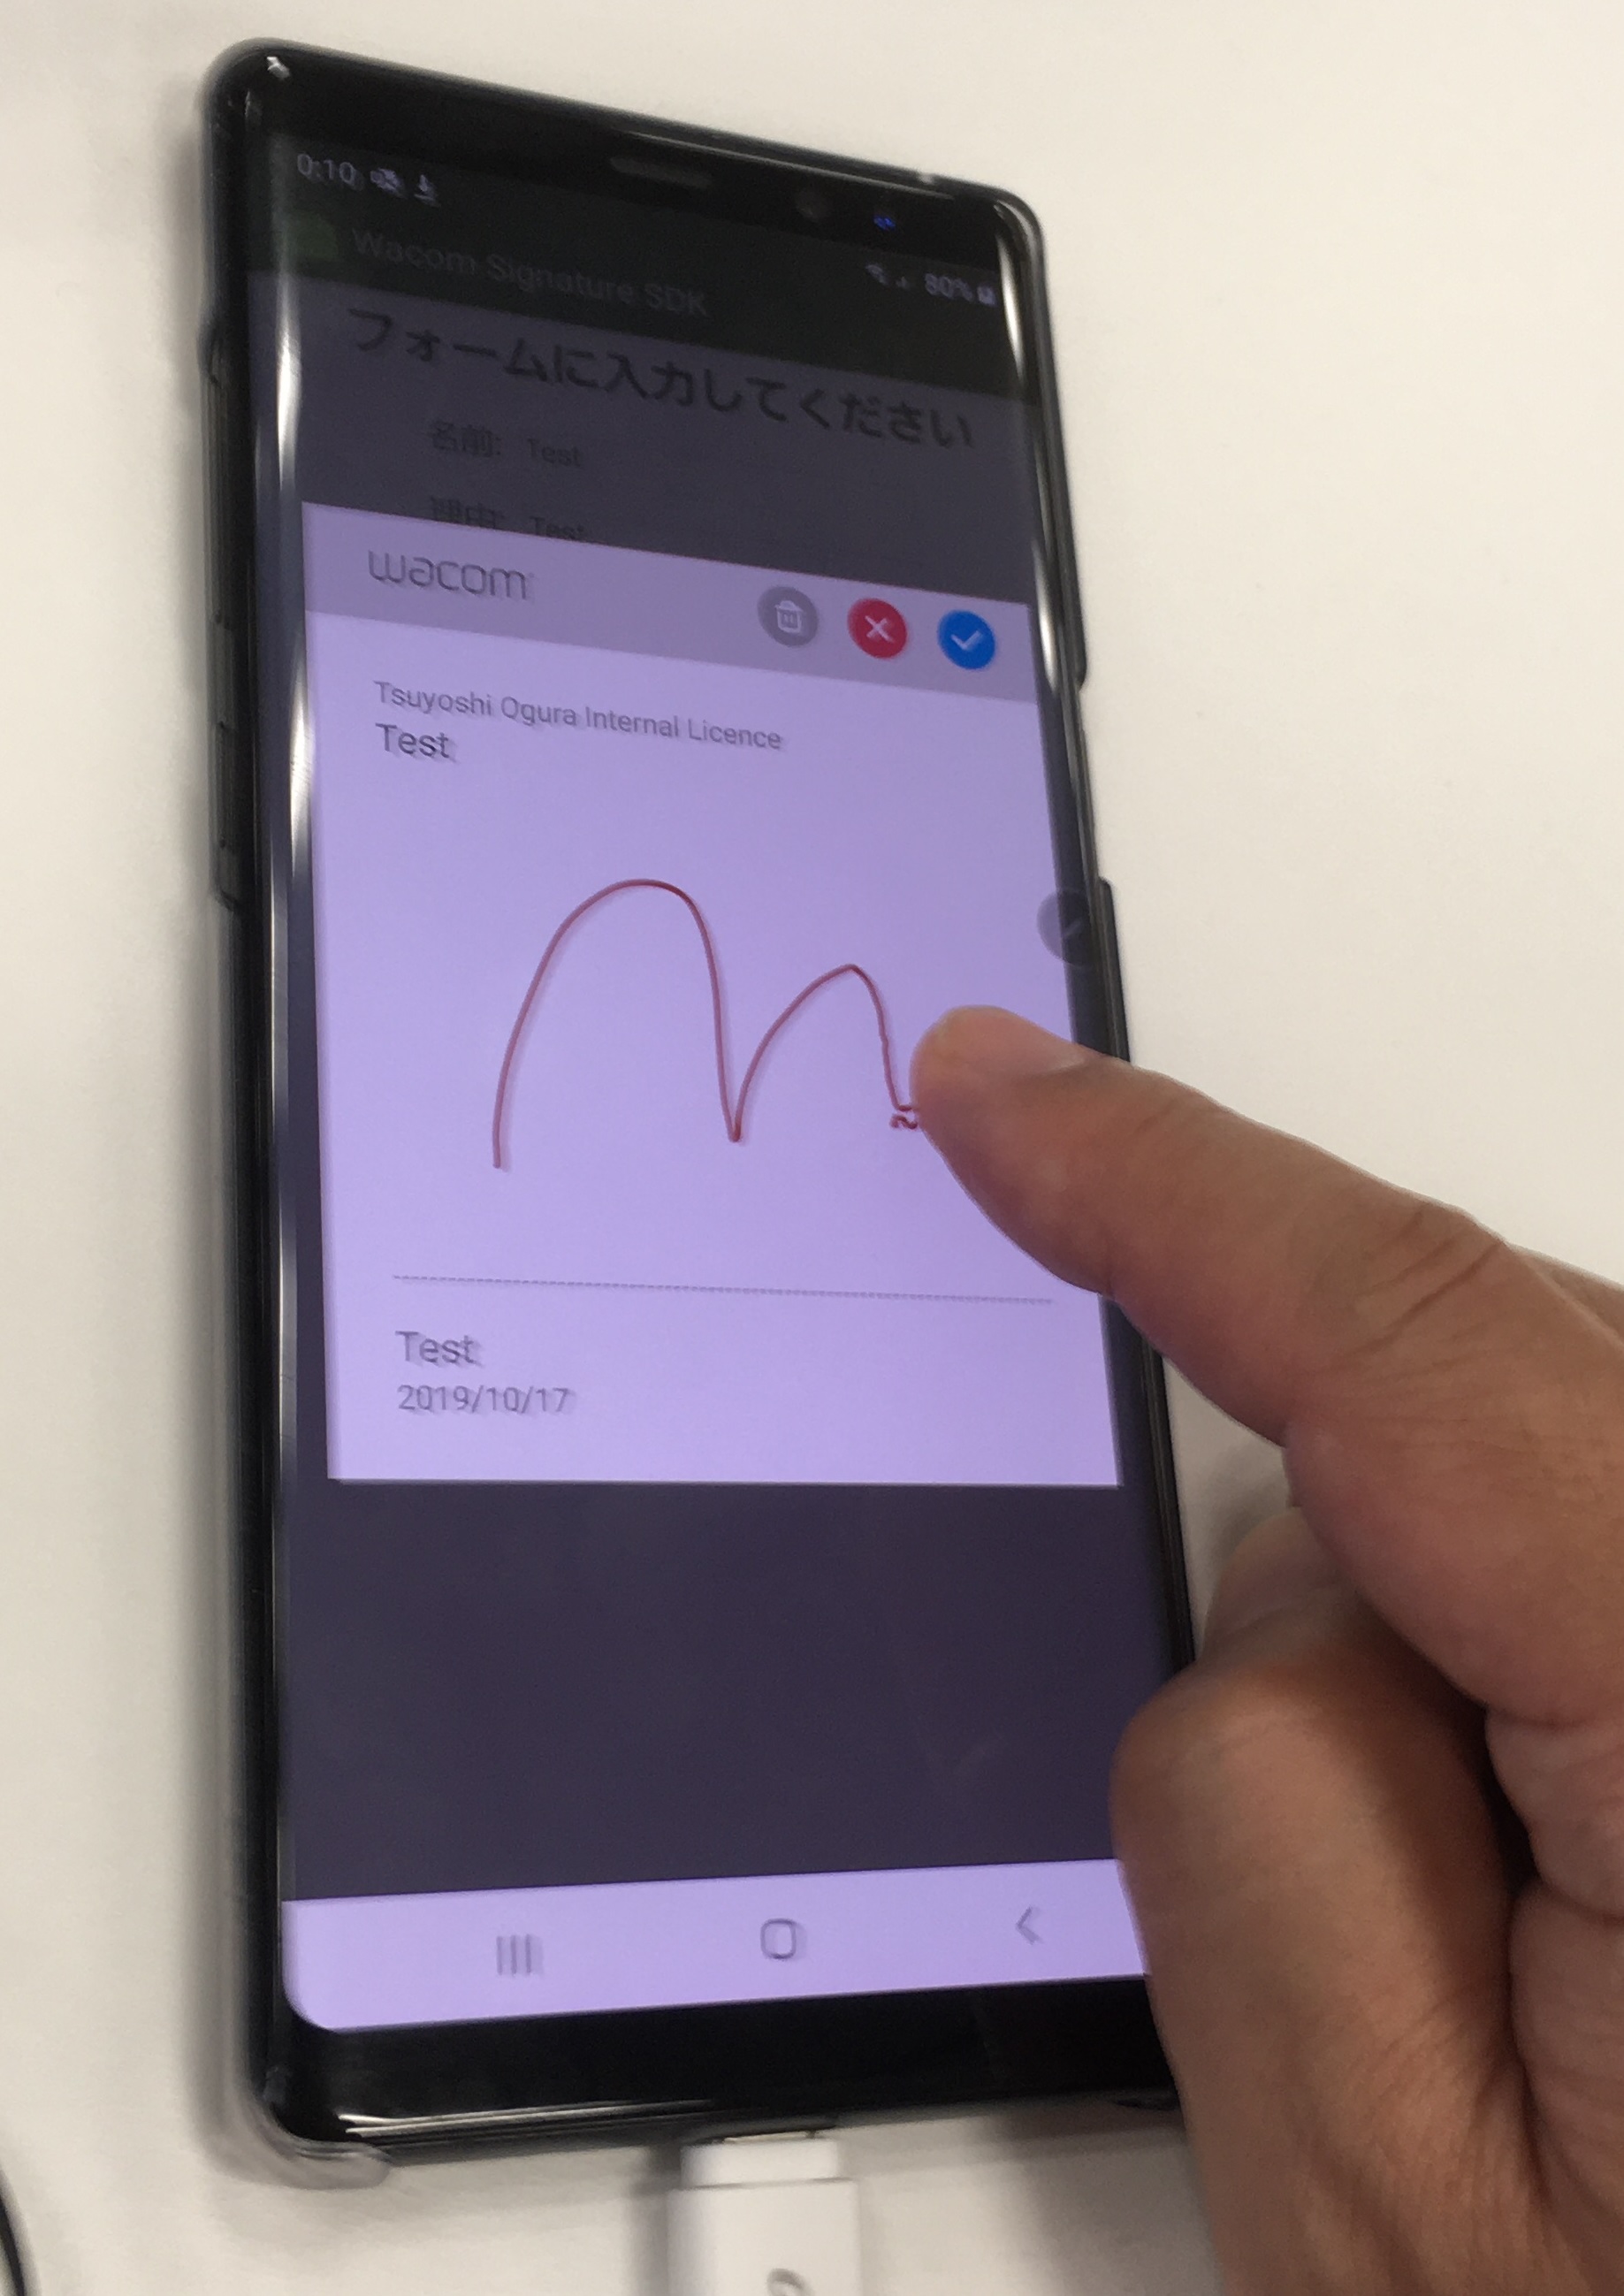 0:10
80%
Wacom Signature SDK
フォームに入力してください
名前: Test
理由: Test
wacom
Tsuyoshi Ogura Internal Licence
Test
Test
2019/10/17